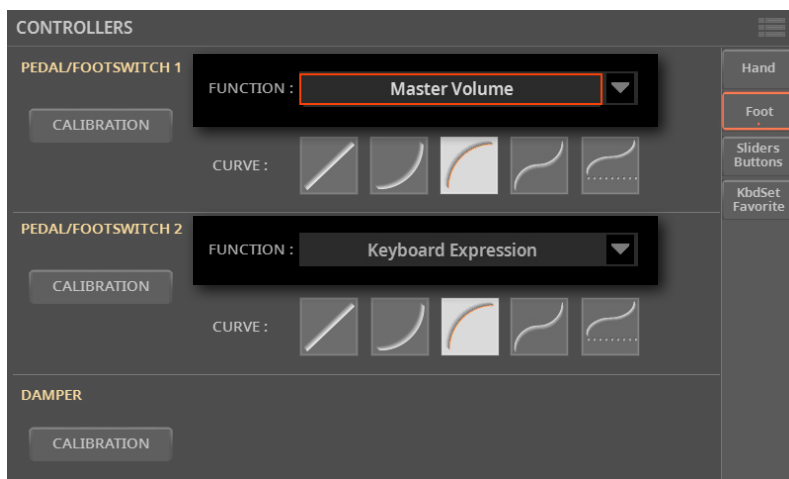 CONTROLLERS
PEDAL/FOOTSWITCH 1
FUNCTION : Master Volume
CALIBRATION
CURVE :
PEDAL/FOOTSWITCH 2
FUNCTION : Keyboard Expression
CALIBRATION
CURVE :
DAMPER
CALIBRATION
Hand
Foot
Sliders
Buttons
KbdSet
Favorite